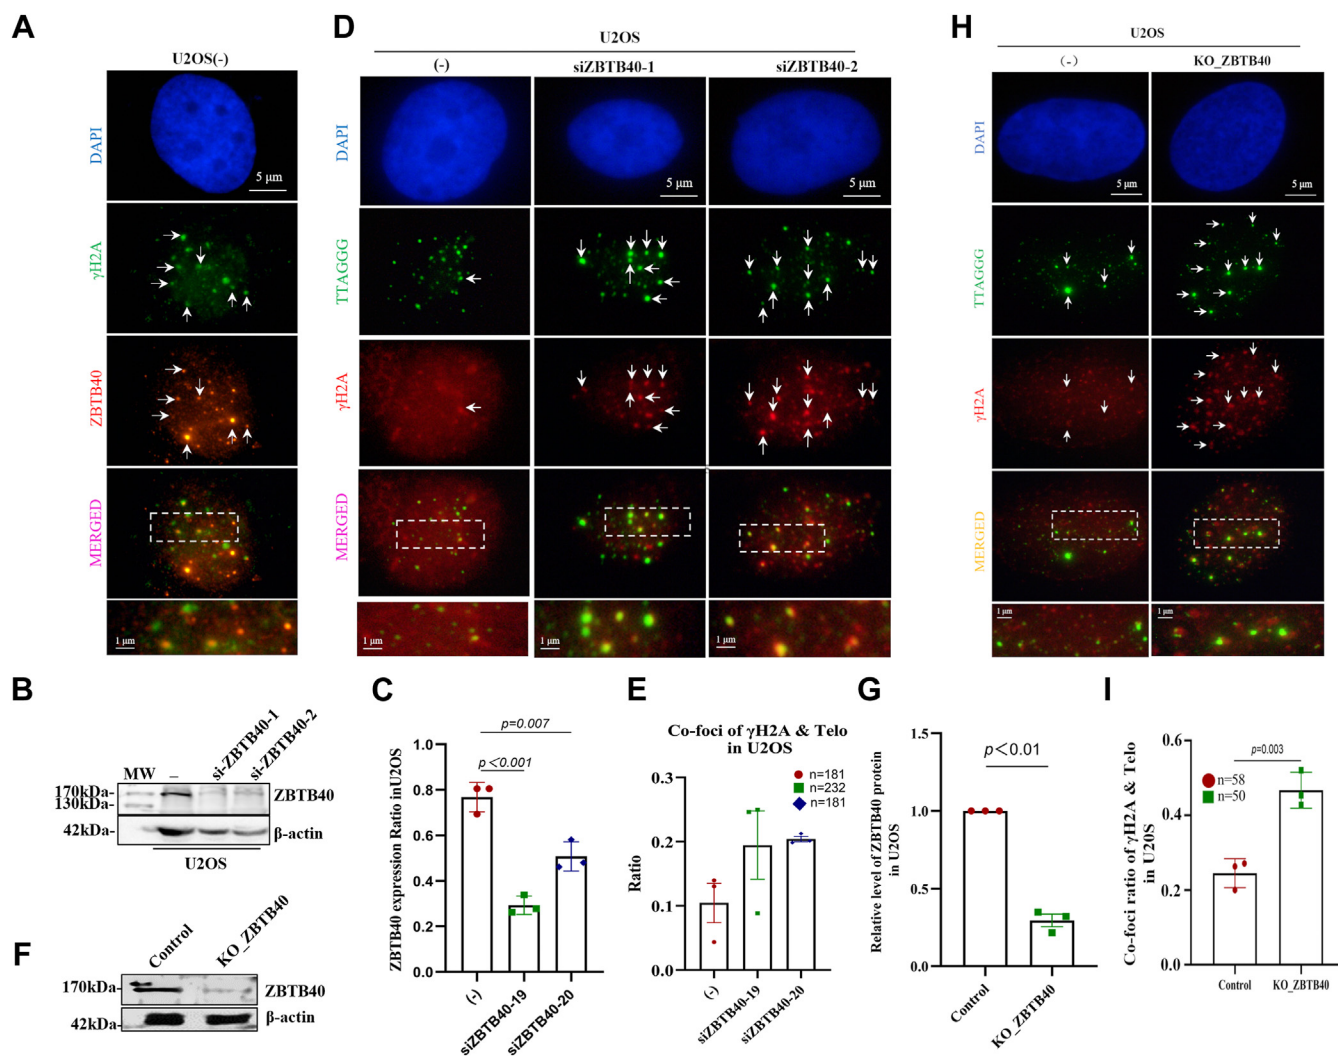 A
U2OS(-)
DAPI
5 μm
γH2A
ZBTB40
MERGED
1 μm
D
U2OS
(-)
siZBTB40-1
siZBTB40-2
DAPI
5 μm
5 μm
TTAGGG
γH2A
MERGED
1 μm
1 μm
1 μm
H
U2OS
(-)
KO_ZBTB40
DAPI
5 μm
5 μm
TTAGGG
γH2A
MERGED
1 μm
1 μm
B
MW
–
si-ZBTB40-1
si-ZBTB40-2
170kDa-
130kDa-
ZBTB40
42kDa-
β-actin
U2OS
C
p=0.007
p<0.001
ZBTB40 expression Ratio inU2OS
0.8
0.6
0.4
0.2
0.0
(-)
siZBTB40-19
siZBTB40-20
E
Co-foci of γH2A & Telo
in U2OS
n=181
n=232
n=181
Ratio
0.3
0.2
0.1
0.0
(-)
siZBTB40-19
siZBTB40-20
F
Control
KO_ZBTB40
170kDa-
ZBTB40
42kDa-
β-actin
G
p<0.01
Relative level of ZBTB40 protein
in U2OS
1.5
1.0
0.5
0.0
Control
KO_ZBTB40
I
p=0.003
n=58
n=50
Co-foci ratio of γH2A & Telo
in U2OS
0.6
0.4
0.2
0.0
Control
KO_ZBTB40